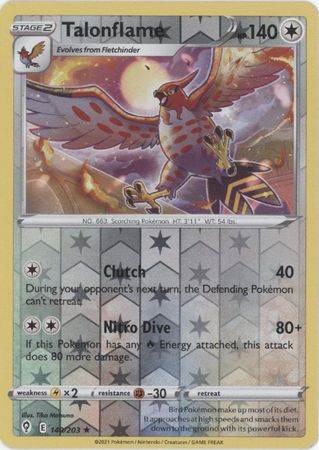 STAGE 2
Talonflame
HP 140
Evolves from Fletchinder
NO. 663 Scorching Pokémon HT: 3'11" WT: 54 lbs.
Clutch 40
During your opponent's next turn, the Defending Pokémon
can't retreat.
Nitro Dive 80+
If this Pokémon has any Energy attached, this attack
does 80 more damage.
weakness ×2 resistance -30 retreat
Illus. Tika Matsuno
E
/203 ★
Bird Pokémon make up most of its diet.
It approaches at high speeds and smacks them
down to the ground with its powerful kick.
©2021 Pokémon / Nintendo / Creatures / GAME FREAK